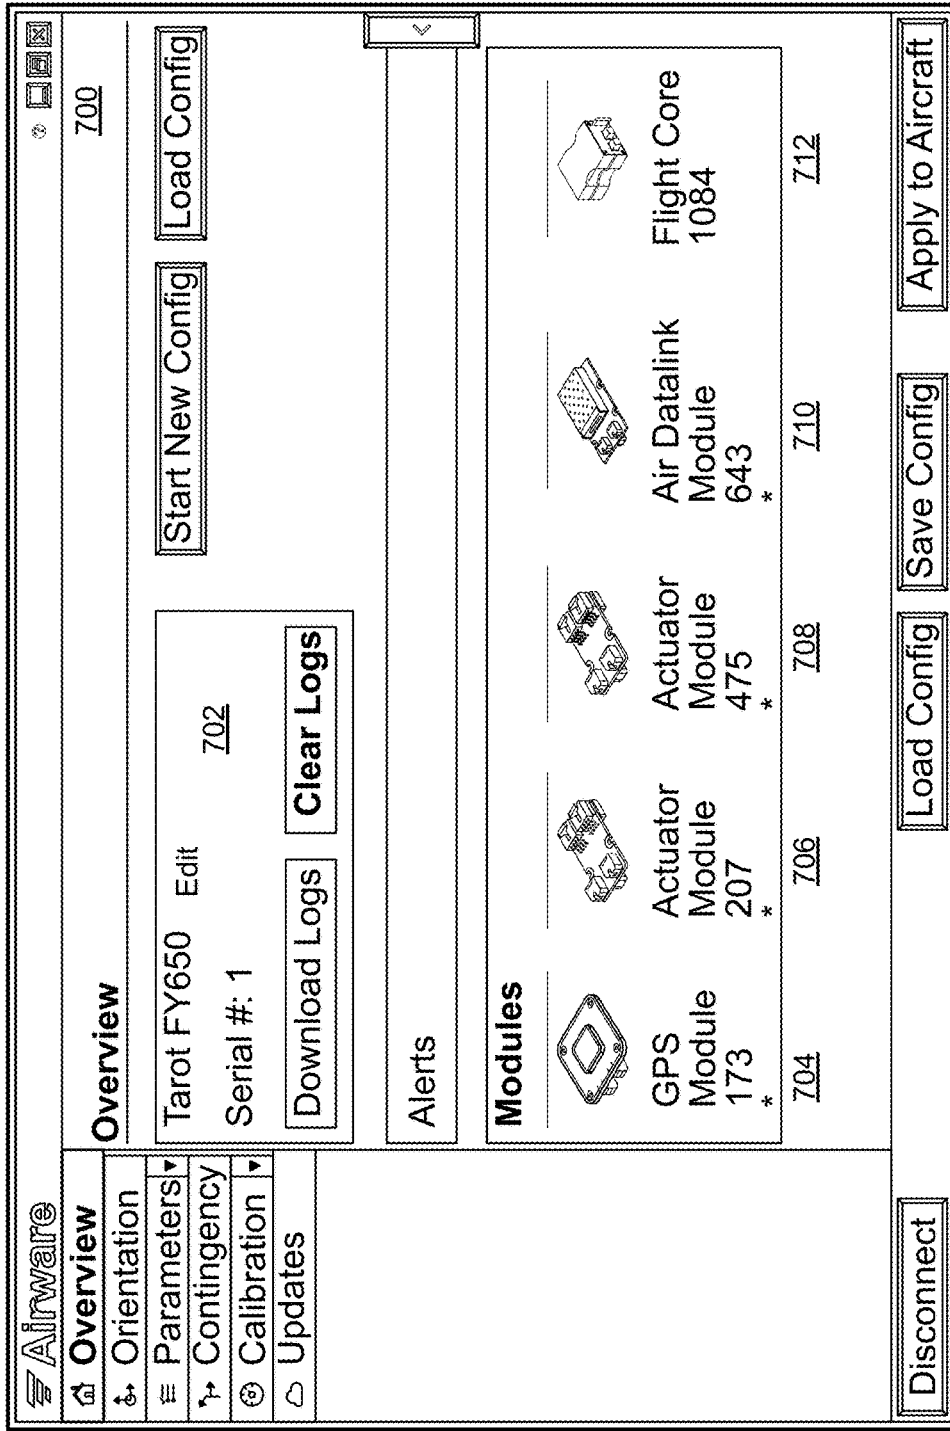 Airware
Overview
Orientation
Parameters
Contingency
Calibration
Updates
Overview
700
Tarot FY650 Edit
Serial #: 1
702
Download Logs Clear Logs
Start New Config Load Config
Alerts
Modules
GPS
Module
173
*
704
Actuator
Module
207
*
706
Actuator
Module
475
*
708
Air Datalink
Module
643
*
710
Flight Core
1084
712
Disconnect Load Config Save Config Apply to Aircraft